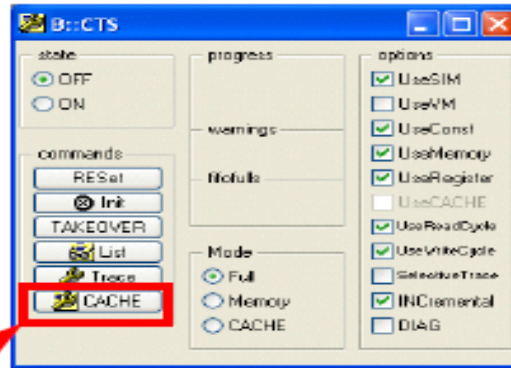 B::CTS
state
OFF
ON
commands
RESet
Init
TAKEOVER
List
Trace
CACHE
progress
warnings
fifofulls
Mode
Full
Memory
CACHE
options
UseSIM
UseVM
UseConst
UseMemory
UseRegister
UseCACHE
UseReadCycle
UseWriteCycle
SelectiveTrace
INCremental
DIAG